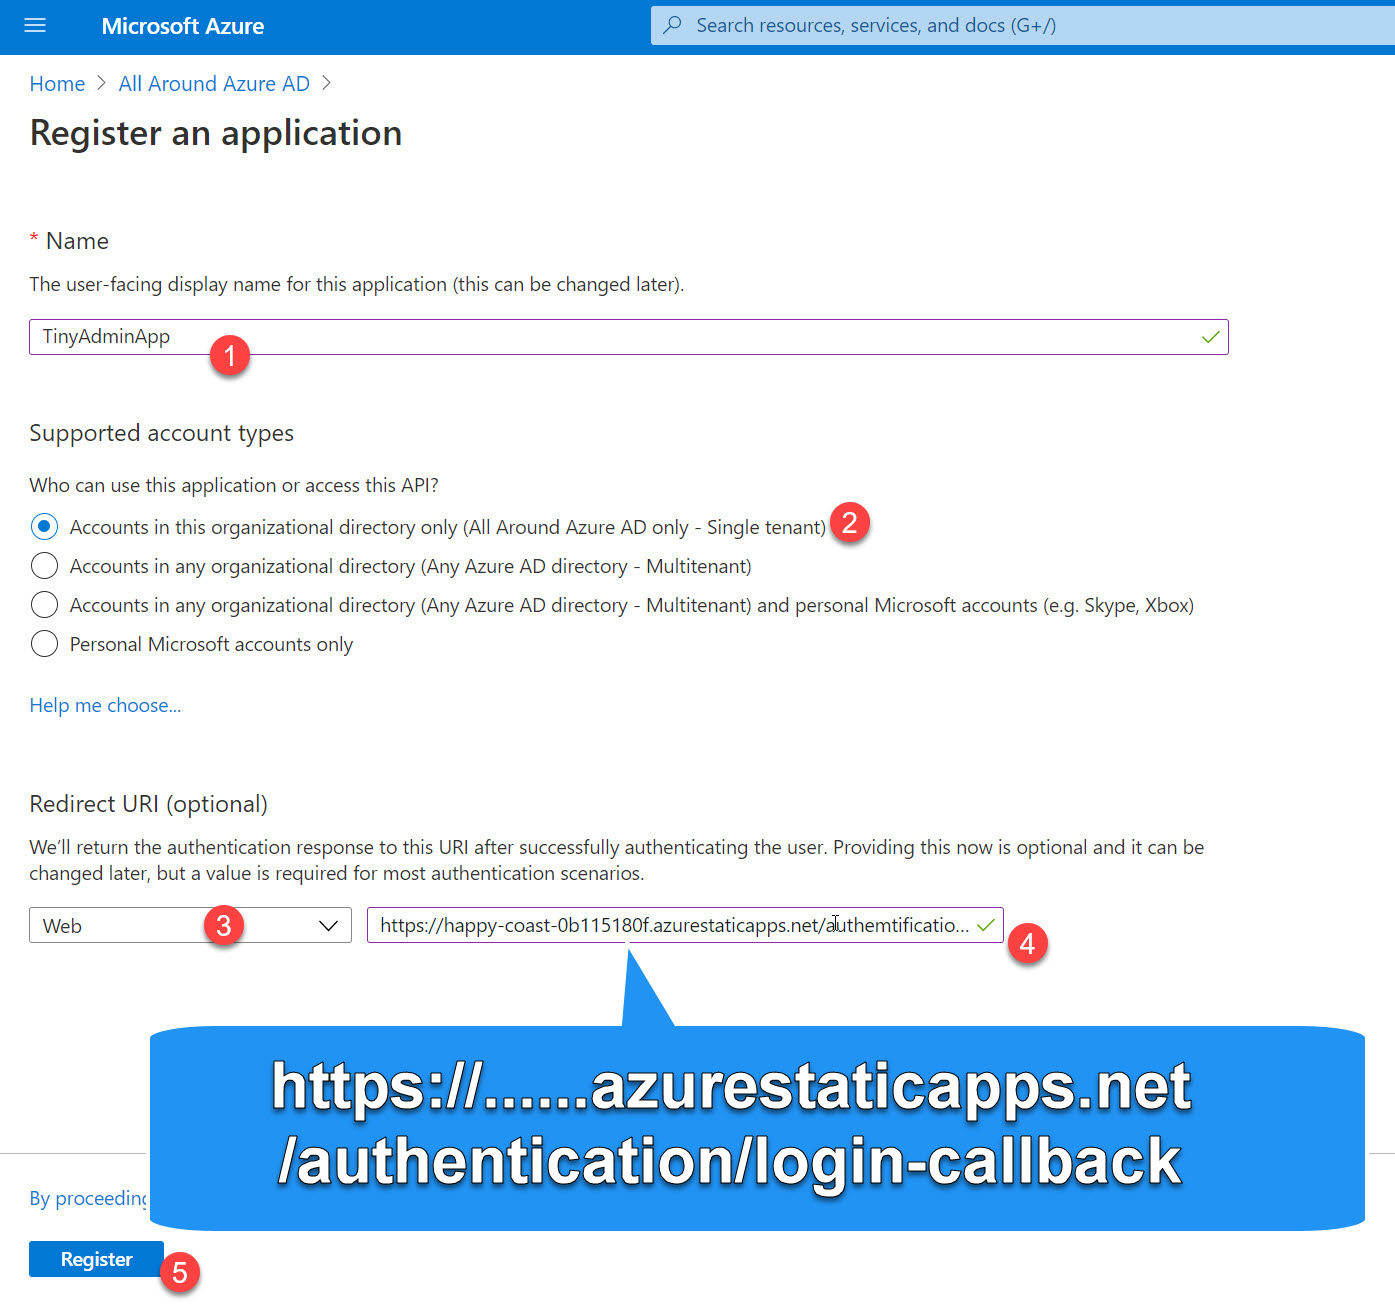 Microsoft Azure
Search resources, services, and docs (G+/)
Home > All Around Azure AD >
Register an application
* Name
The user-facing display name for this application (this can be changed later).
TinyAdminApp
1
Supported account types
Who can use this application or access this API?
Accounts in this organizational directory only (All Around Azure AD only - Single tenant)
2
Accounts in any organizational directory (Any Azure AD directory - Multitenant)
Accounts in any organizational directory (Any Azure AD directory - Multitenant) and personal Microsoft accounts (e.g. Skype, Xbox)
Personal Microsoft accounts only
Help me choose...
Redirect URI (optional)
We'll return the authentication response to this URI after successfully authenticating the user. Providing this now is optional and it can be
changed later, but a value is required for most authentication scenarios.
Web
3
https://happy-coast-0b115180f.azurestaticapps.net/authemtificatio...
4
https://......azurestaticapps.net
/authentication/login-callback
By proceeding
Register
5